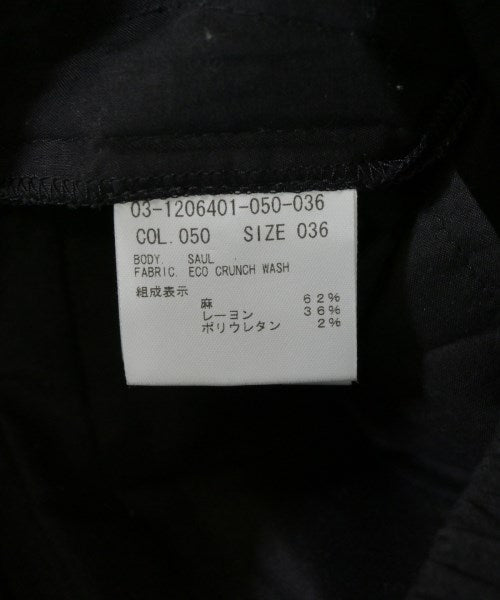 03-1206401-050-036
COL.050 SIZE 036
BODY. SAUL
FABRIC. ECO CRUNCH WASH
組成表示
麻 62%
レーヨン 36%
ポリウレタン 2%